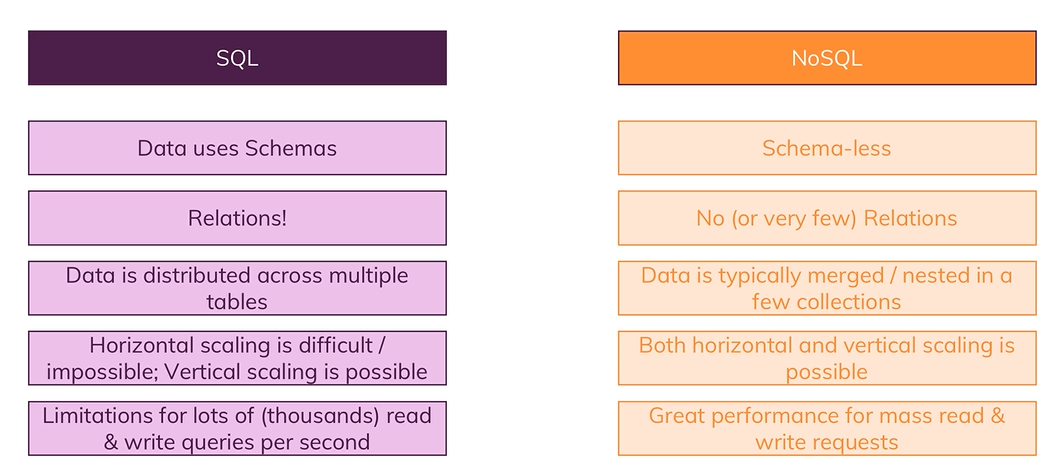 SQL
NoSQL
Data uses Schemas
Schema-less
Relations!
No (or very few) Relations
Data is distributed across multiple
tables
Data is typically merged / nested in a
few collections
Horizontal scaling is difficult /
impossible; Vertical scaling is possible
Both horizontal and vertical scaling is
possible
Limitations for lots of (thousands) read
& write queries per second
Great performance for mass read &
write requests